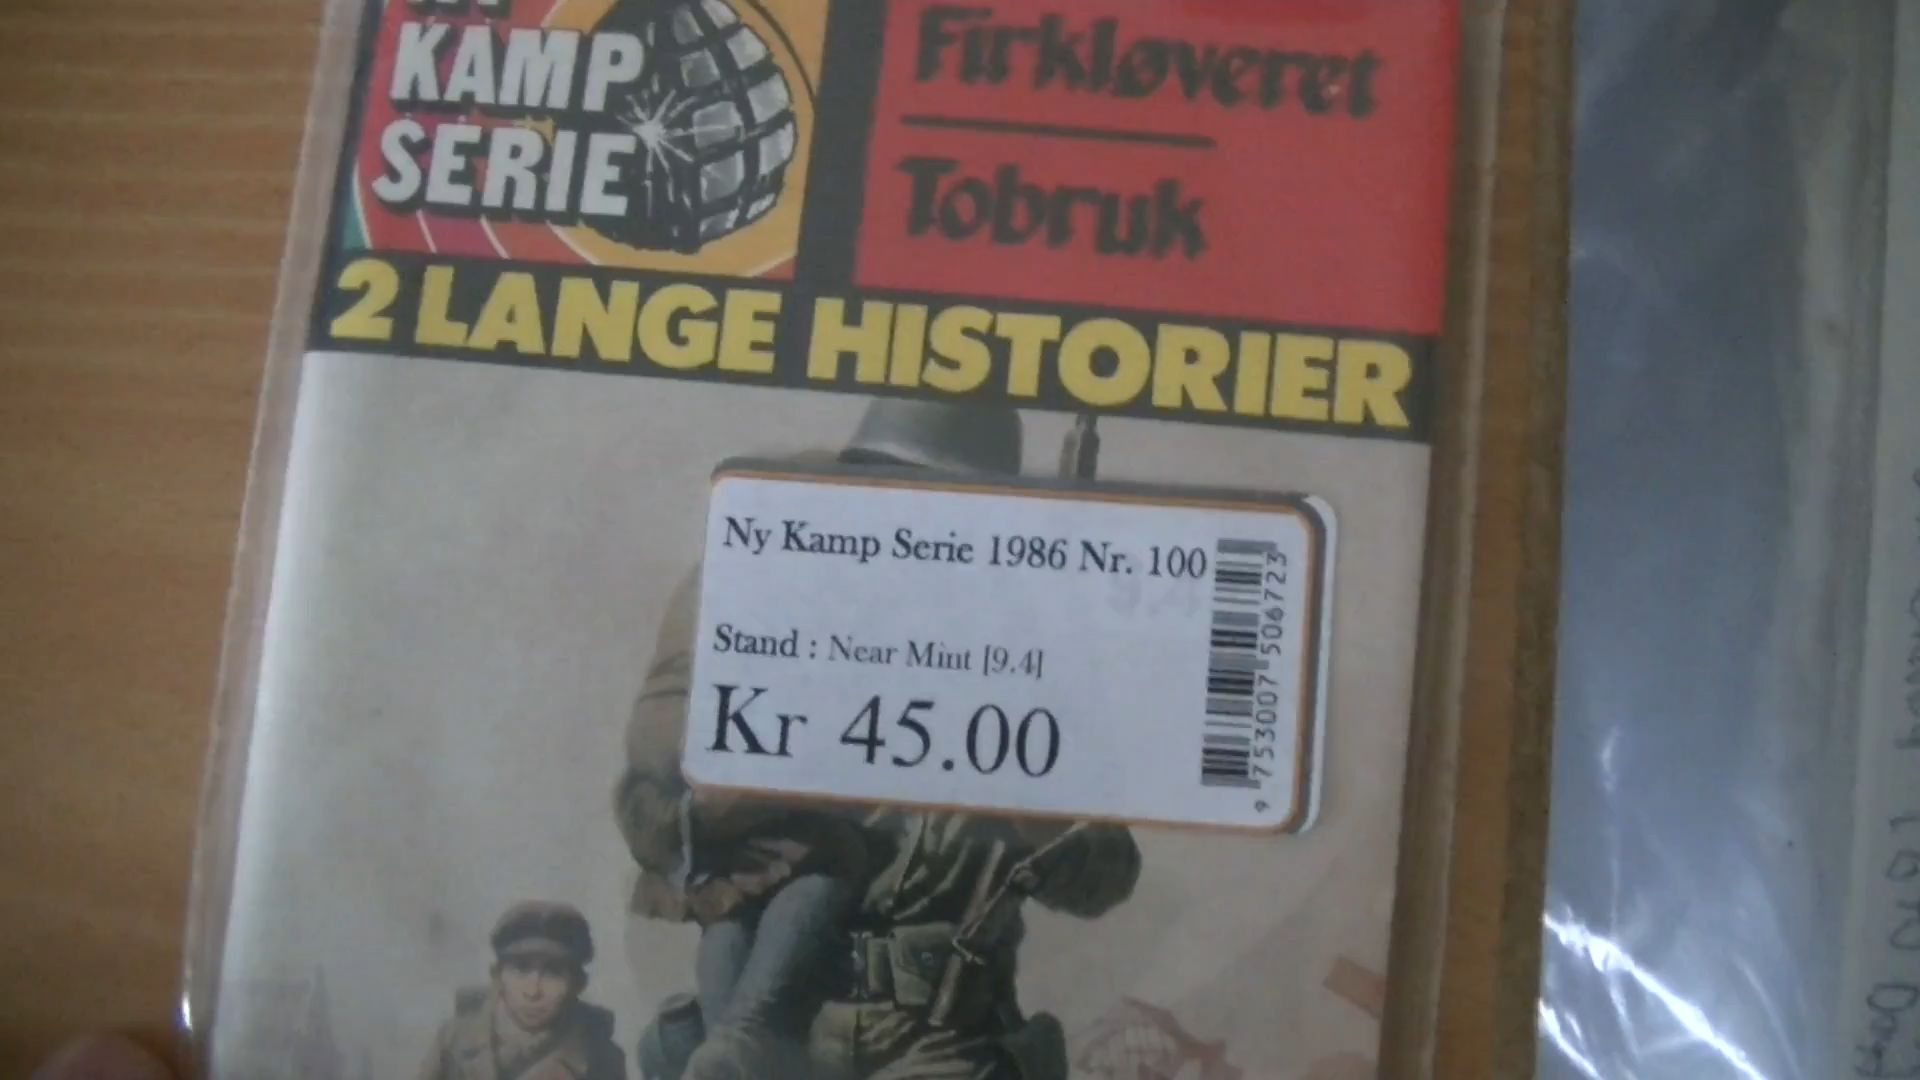 KAMP
SERIE
Firkløveret
Tobruk
2 LANGE HISTORIER
Ny Kamp Serie 1986 Nr. 100
Stand : Near Mint [9.4]
Kr 45.00
9 753007 506723